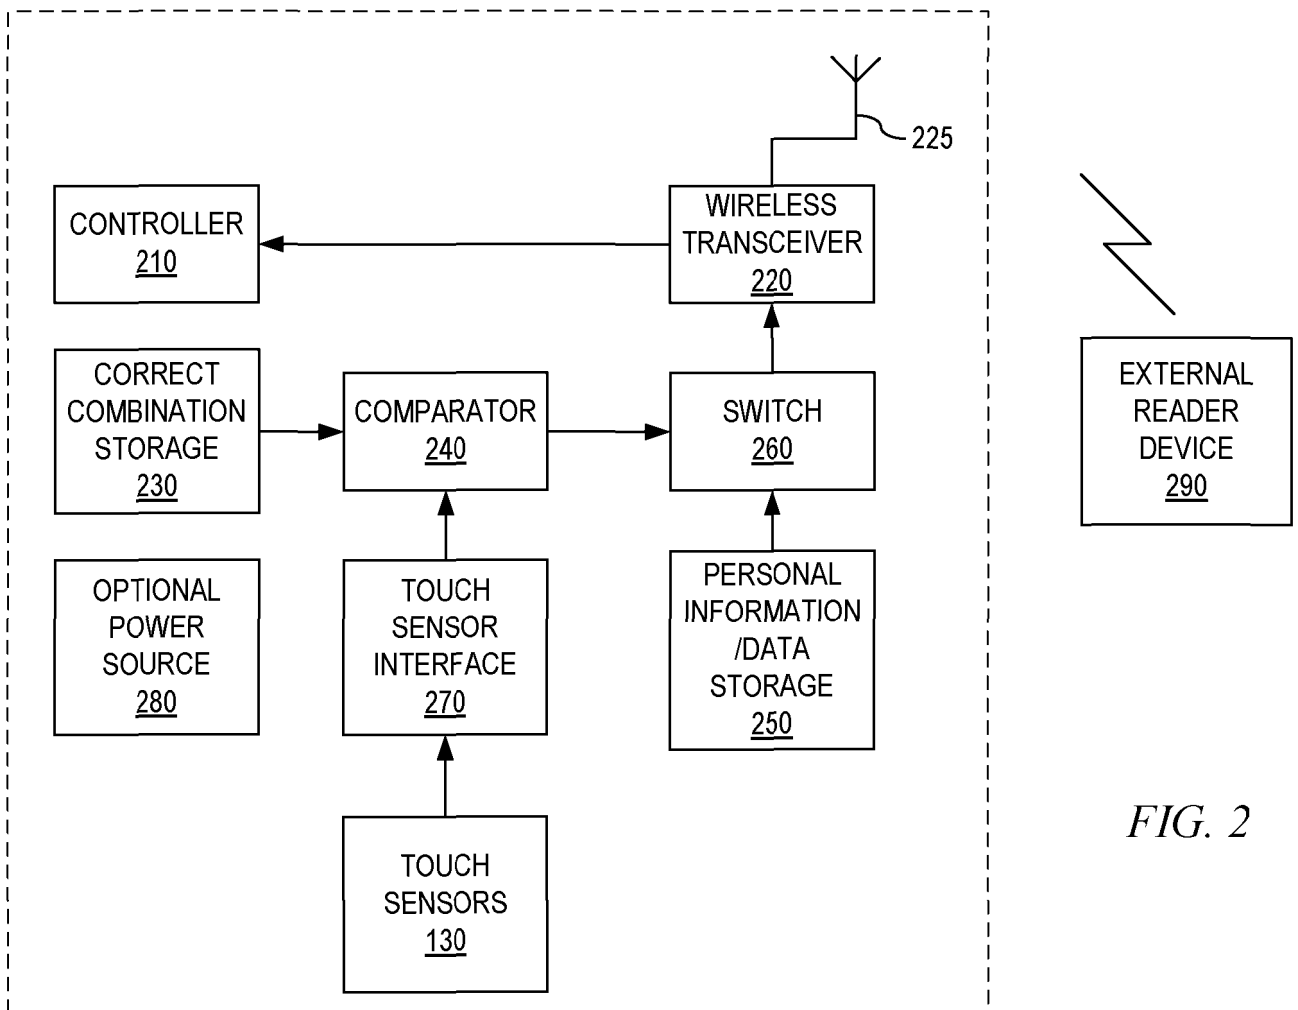 225
CONTROLLER
210
WIRELESS
TRANSCEIVER
220
CORRECT
COMBINATION
STORAGE
230
COMPARATOR
240
SWITCH
260
EXTERNAL
READER
DEVICE
290
OPTIONAL
POWER
SOURCE
280
TOUCH
SENSOR
INTERFACE
270
PERSONAL
INFORMATION
/DATA
STORAGE
250
TOUCH
SENSORS
130
FIG. 2